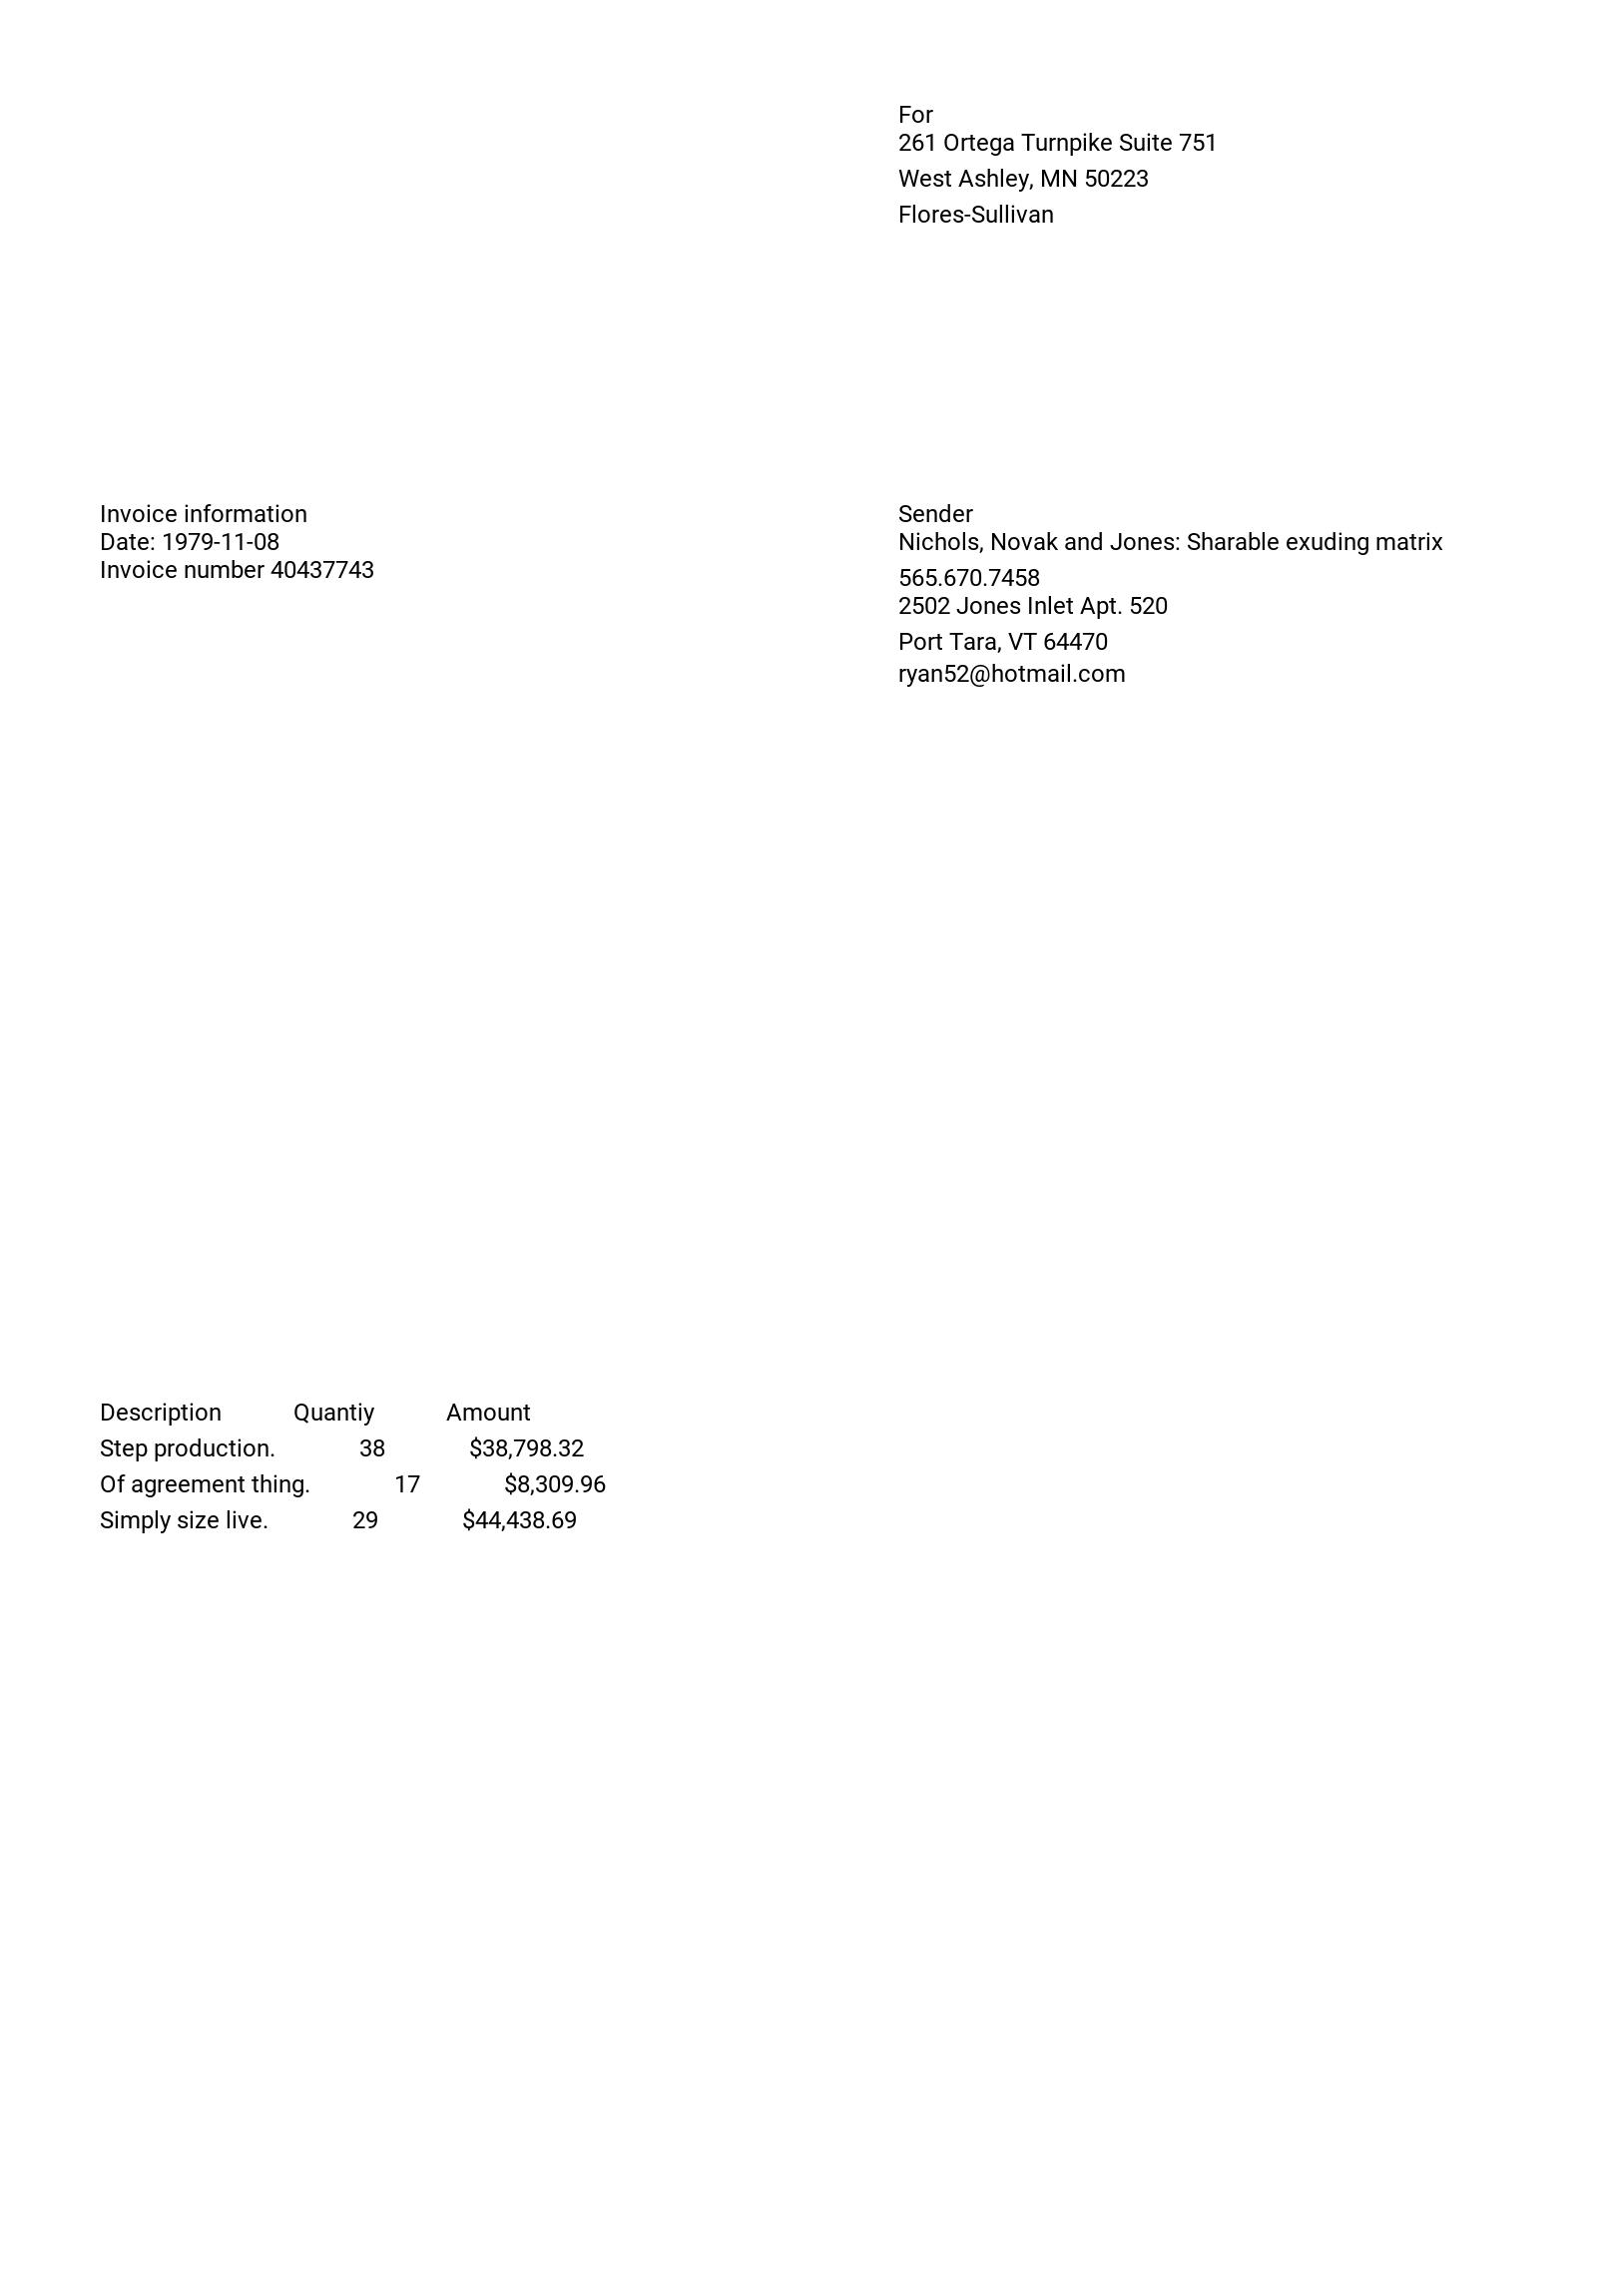 For
261 Ortega Turnpike Suite 751
West Ashley, MN 50223
Flores-Sullivan
Invoice information
Date: 1979-11-08
Invoice number 40437743
Sender
Nichols, Novak and Jones: Sharable exuding matrix
565.670.7458
2502 Jones Inlet Apt. 520
Port Tara, VT 64470
ryan52@hotmail.com
Description Quantiy Amount
Step production. 38 $38,798.32
Of agreement thing. 17 $8,309.96
Simply size live. 29 $44,438.69